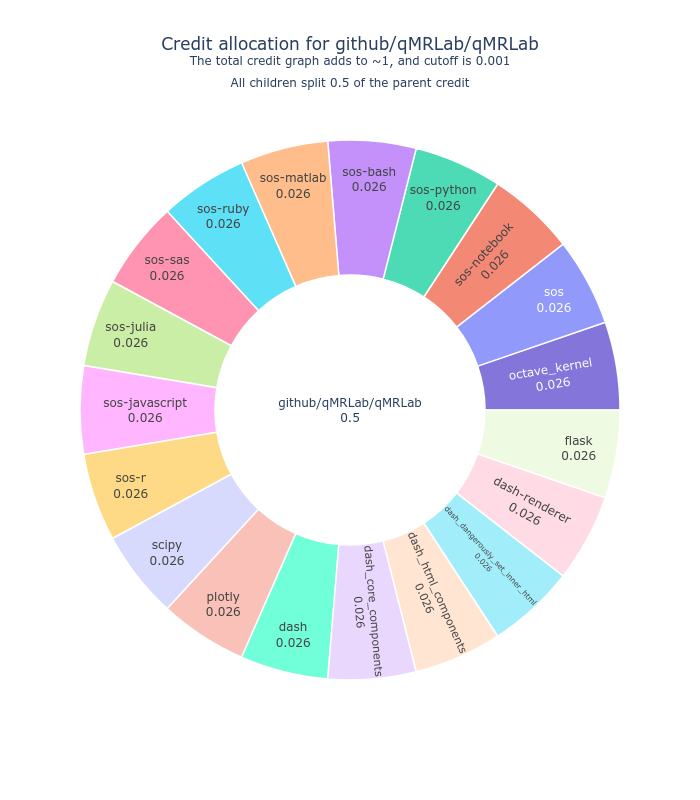 Credit allocation for github/qMRLab/qMRLab
The total credit graph adds to ~1, and cutoff is 0.001
All children split 0.5 of the parent credit
github/qMRLab/qMRLab
0.5
octave_kernel
0.026
sos
0.026
sos-notebook
0.026
sos-python
0.026
sos-bash
0.026
sos-matlab
0.026
sos-ruby
0.026
sos-sas
0.026
sos-julia
0.026
sos-javascript
0.026
sos-r
0.026
scipy
0.026
plotly
0.026
dash
0.026
dash_core_components
0.026
dash_html_components
0.026
dash_dangerously_set_inner_html
0.026
dash-renderer
0.026
flask
0.026